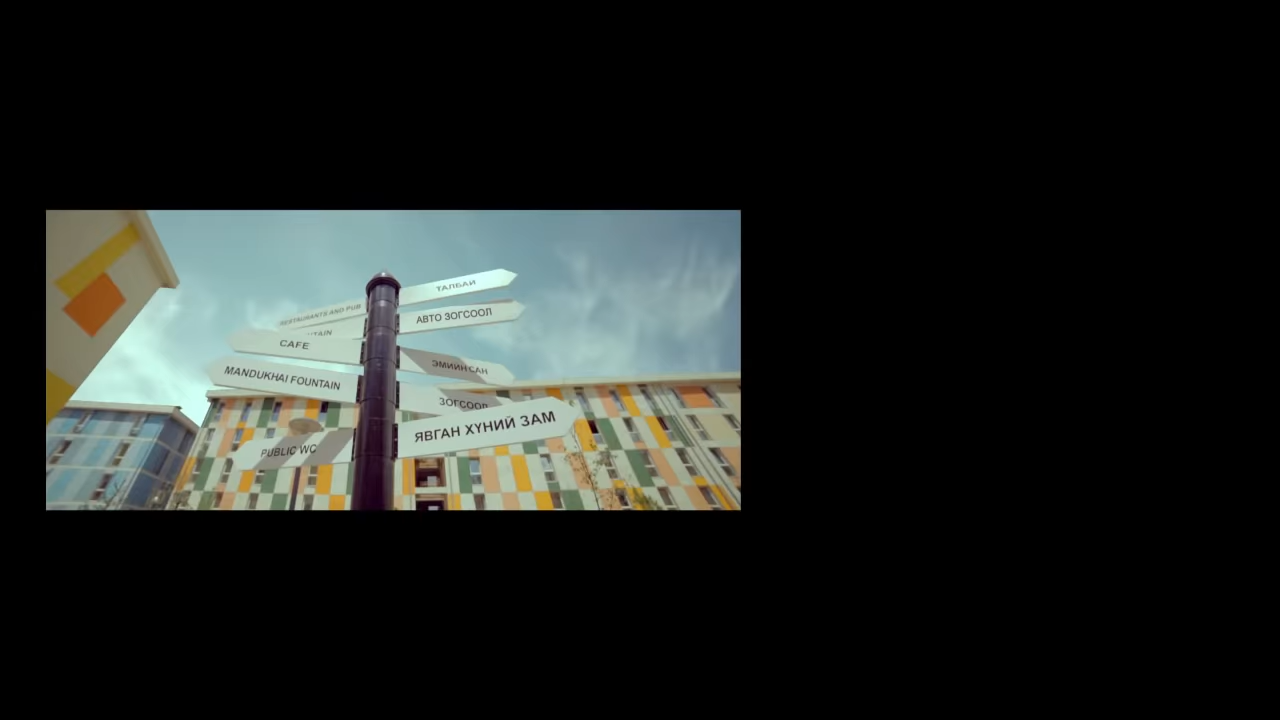 ТАЛБАЙ
RESTAURANTS AND PUB
АВТО ЗОГСООЛ
CAFE
ЭМИЙН САН
MANDUKHAI FOUNTAIN
ЗОГСООЛ
ЯВГАН ХҮНИЙ ЗАМ
PUBLIC WC